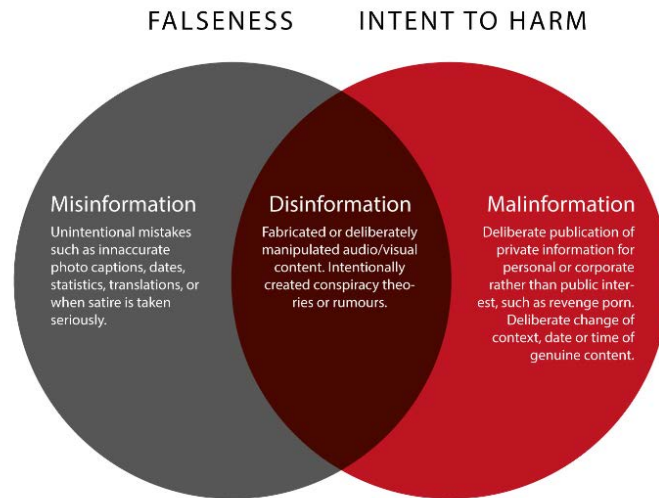 FALSENESS
INTENT TO HARM
Misinformation
Unintentional mistakes
such as innaccurate
photo captions, dates,
statistics, translations, or
when satire is taken
seriously.
Disinformation
Fabricated or deliberately
manipulated audio/visual
content. Intentionally
created conspiracy theo-
ries or rumours.
Malinformation
Deliberate publication of
private information for
personal or corporate
rather than public inter-
est, such as revenge porn.
Deliberate change of
context, date or time of
genuine content.